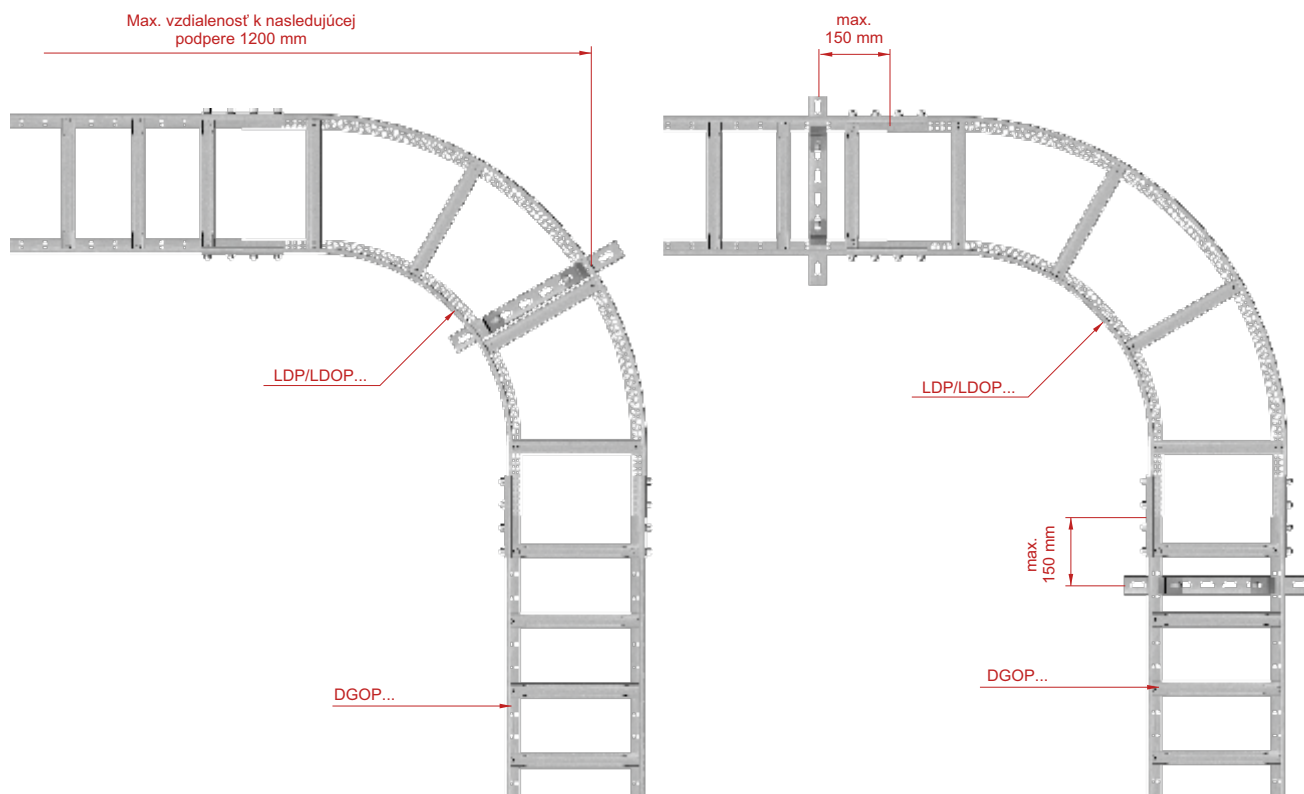 Max. vzdialenosť k nasledujúcej
podpere 1200 mm
max.
150 mm
LDP/LDOP...
LDP/LDOP...
max.
150 mm
DGOP...
DGOP...